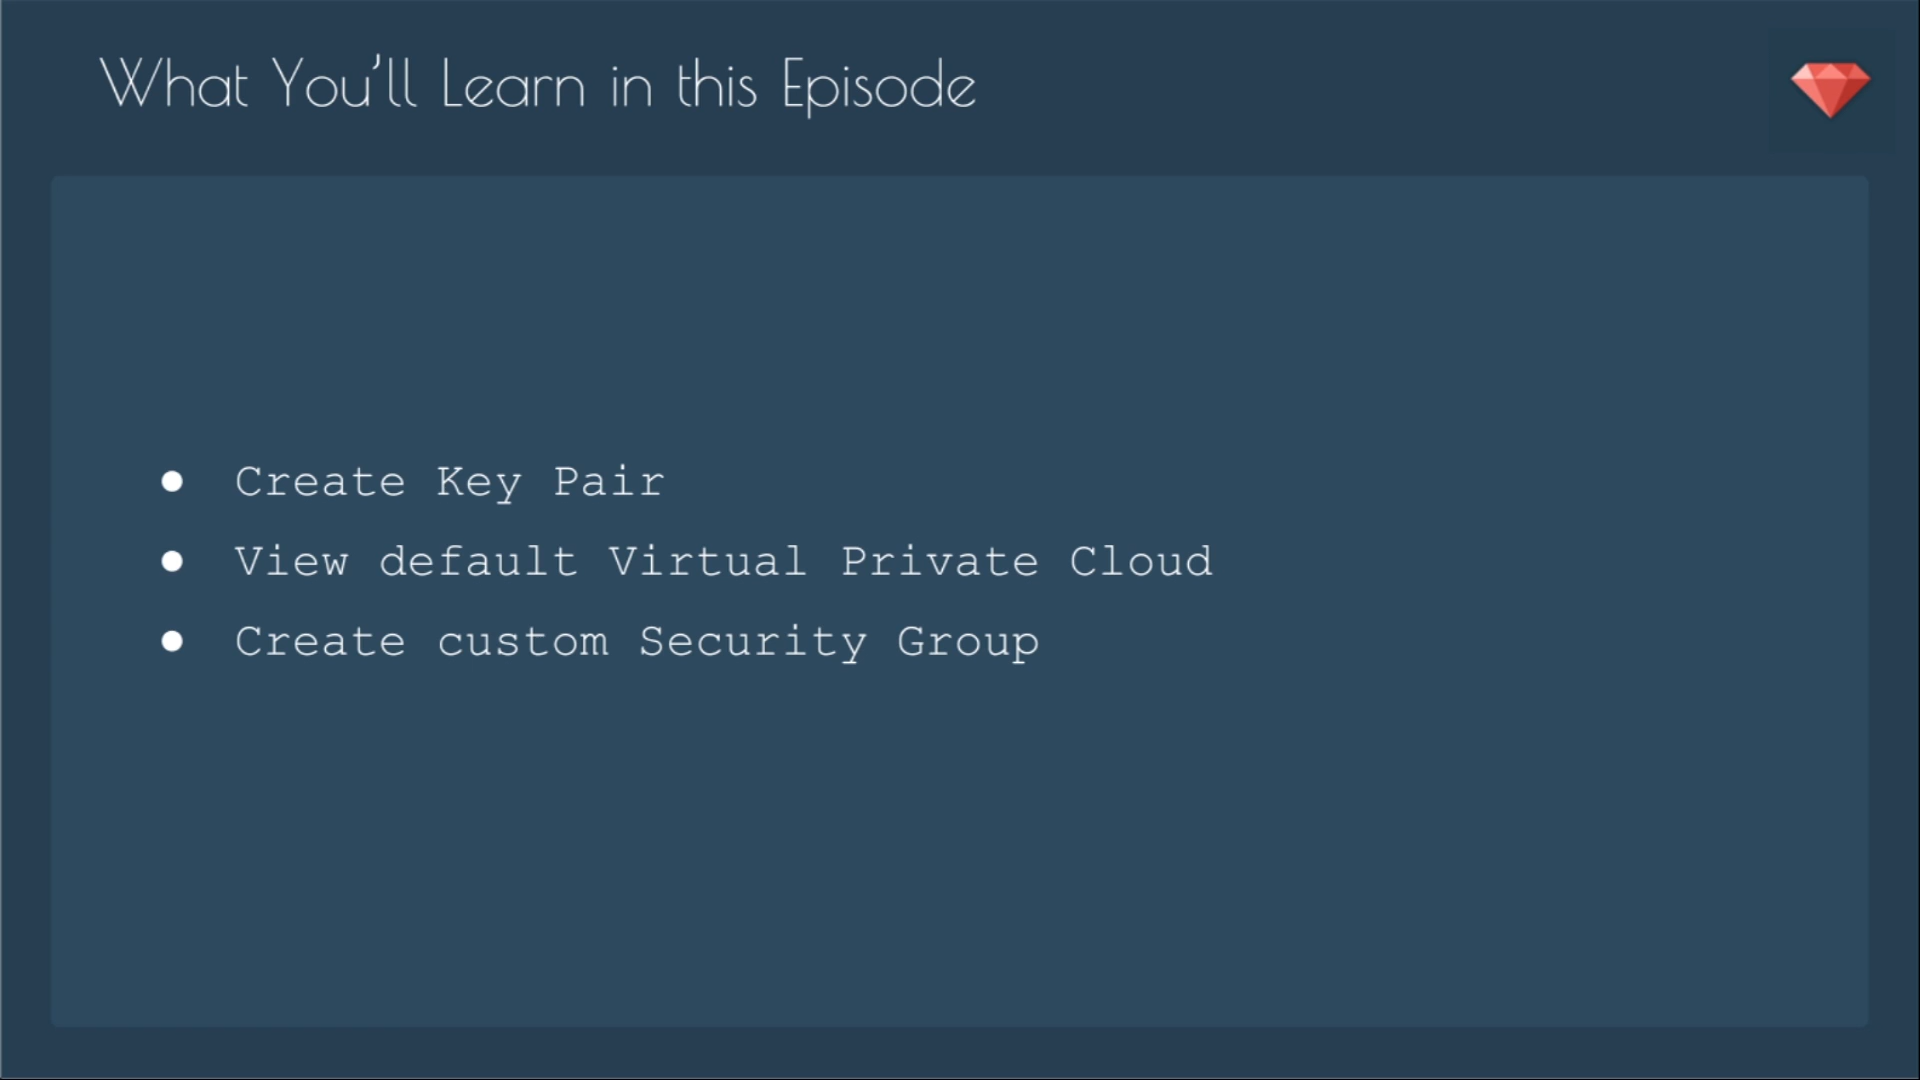 What You'll Learn in this Episode
● Create Key Pair
● View default Virtual Private Cloud
● Create custom Security Group